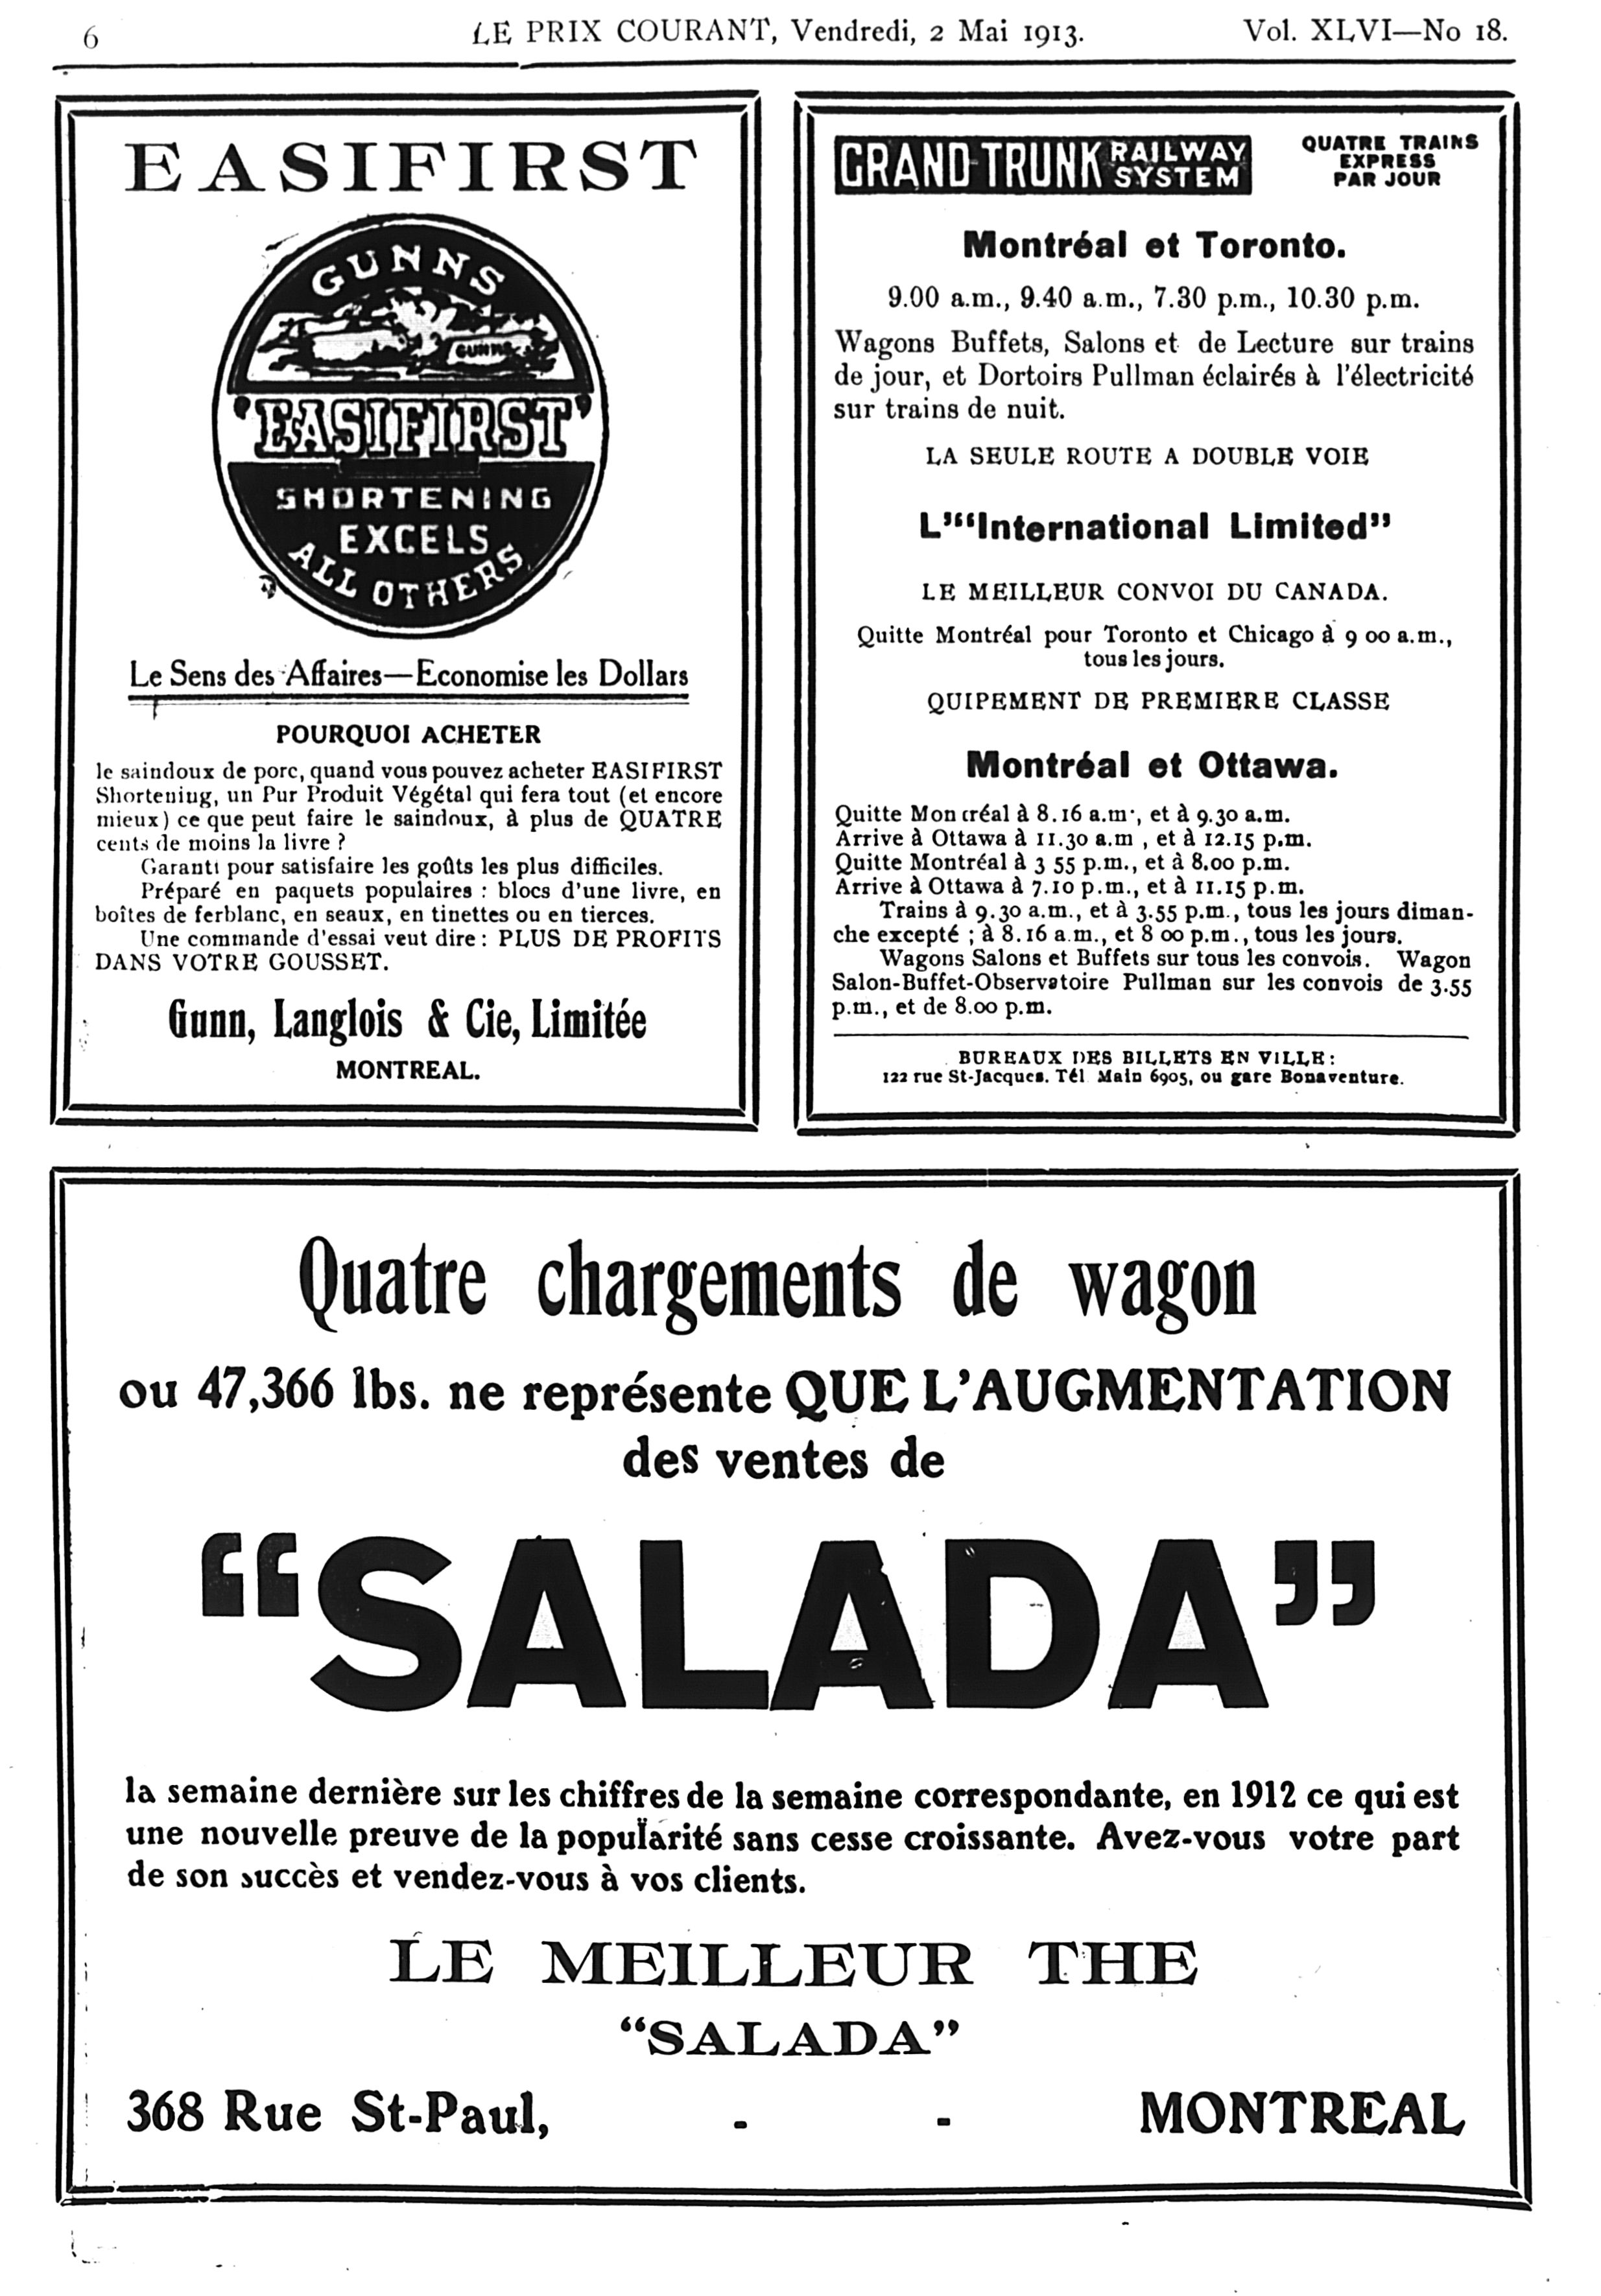 6 LE PRIX COURANT, Vendredi, 2 Mai 1913. Vol. XLVI—No 18.
EASIFIRST
GUNNS
GUNNS
'EASIFIRST'
SHORTENING
EXCELS
ALL OTHERS
Le Sens des Affaires—Economise les Dollars
POURQUOI ACHETER
le saindoux de porc, quand vous pouvez acheter EASIFIRST
Shortening, un Pur Produit Végétal qui fera tout (et encore
mieux) ce que peut faire le saindoux, à plus de QUATRE
cents de moins la livre ?
Garanti pour satisfaire les goûts les plus difficiles.
Préparé en paquets populaires : blocs d'une livre, en
boîtes de ferblanc, en seaux, en tinettes ou en tierces.
Une commande d'essai veut dire : PLUS DE PROFITS
DANS VOTRE GOUSSET.
Gunn, Langlois & Cie, Limitée
MONTREAL.
GRAND TRUNK RAILWAY SYSTEM
QUATRE TRAINS
EXPRESS
PAR JOUR
Montréal et Toronto.
9.00 a.m., 9.40 a.m., 7.30 p.m., 10.30 p.m.
Wagons Buffets, Salons et de Lecture sur trains
de jour, et Dortoirs Pullman éclairés à l'électricité
sur trains de nuit.
LA SEULE ROUTE A DOUBLE VOIE
L'"International Limited"
LE MEILLEUR CONVOI DU CANADA.
Quitte Montréal pour Toronto et Chicago à 9 00 a.m.,
tous les jours.
QUIPEMENT DE PREMIERE CLASSE
Montréal et Ottawa.
Quitte Montréal à 8.16 a.m., et à 9.30 a.m.
Arrive à Ottawa à 11.30 a.m , et à 12.15 p.m.
Quitte Montréal à 3 55 p.m., et à 8.00 p.m.
Arrive à Ottawa à 7.10 p.m., et à 11.15 p.m.
Trains à 9.30 a.m., et à 3.55 p.m., tous les jours diman-
che excepté ; à 8.16 a.m., et 8 00 p.m., tous les jours.
Wagons Salons et Buffets sur tous les convois. Wagon
Salon-Buffet-Observatoire Pullman sur les convois de 3.55
p.m., et de 8.00 p.m.
BUREAUX DES BILLETS EN VILLE :
122 rue St-Jacques. Tél Main 6905, ou gare Bonaventure.
Quatre chargements de wagon
ou 47,366 lbs. ne représente QUE L'AUGMENTATION
des ventes de
"SALADA"
la semaine dernière sur les chiffres de la semaine correspondante, en 1912 ce qui est
une nouvelle preuve de la popularité sans cesse croissante. Avez-vous votre part
de son succès et vendez-vous à vos clients.
LE MEILLEUR THE
"SALADA"
368 Rue St-Paul, - - MONTREAL